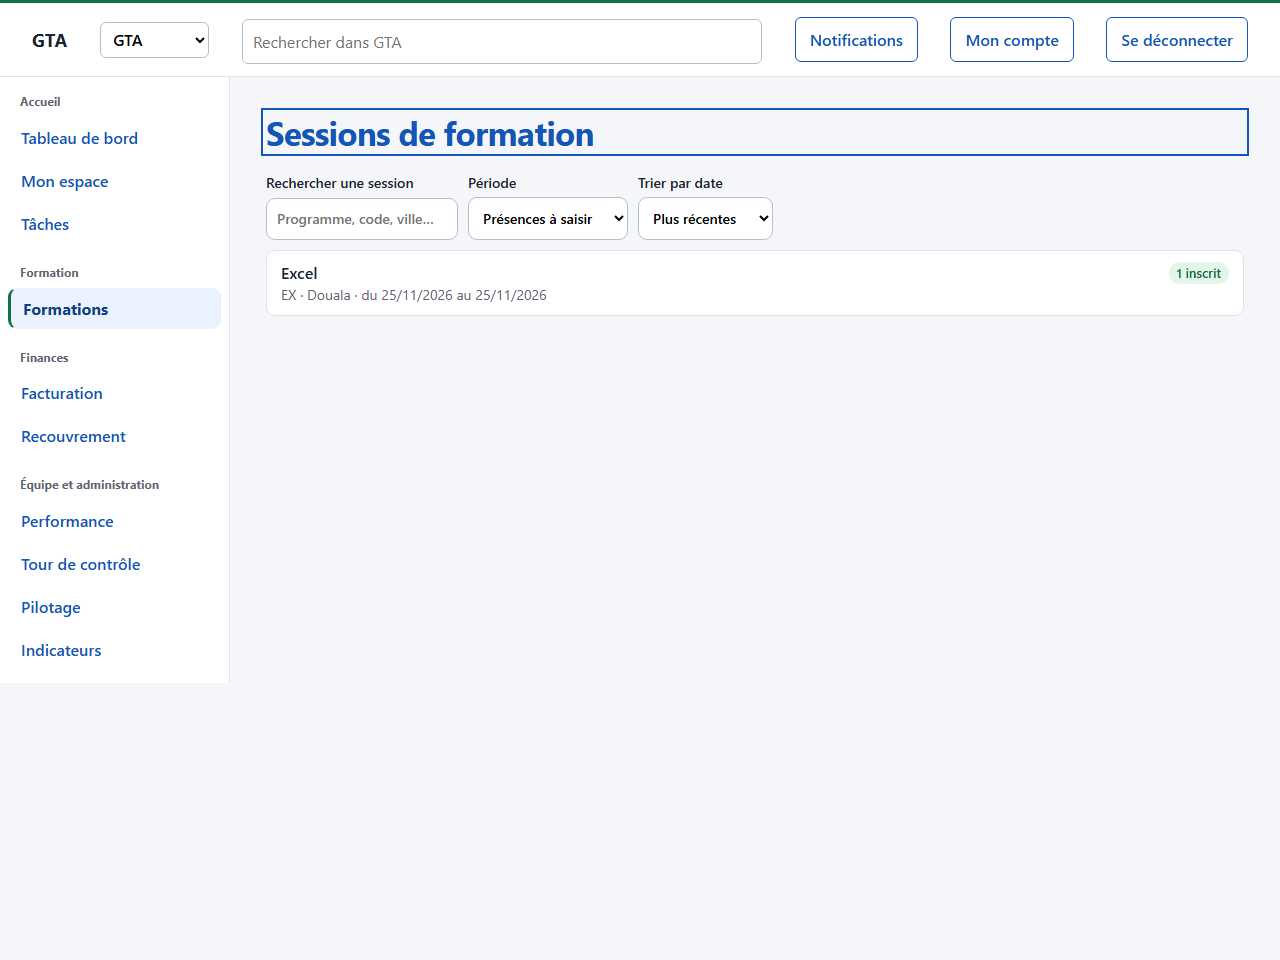 GTA
GTA
Rechercher dans GTA
Notifications
Mon compte
Se déconnecter
Accueil
Tableau de bord
Mon espace
Tâches
Formation
Formations
Finances
Facturation
Recouvrement
Équipe et administration
Performance
Tour de contrôle
Pilotage
Indicateurs
Sessions de formation
Rechercher une session
Période
Trier par date
Programme, code, ville...
Présences à saisir
Plus récentes
Excel
1 inscrit
EX · Douala · du 25/11/2026 au 25/11/2026